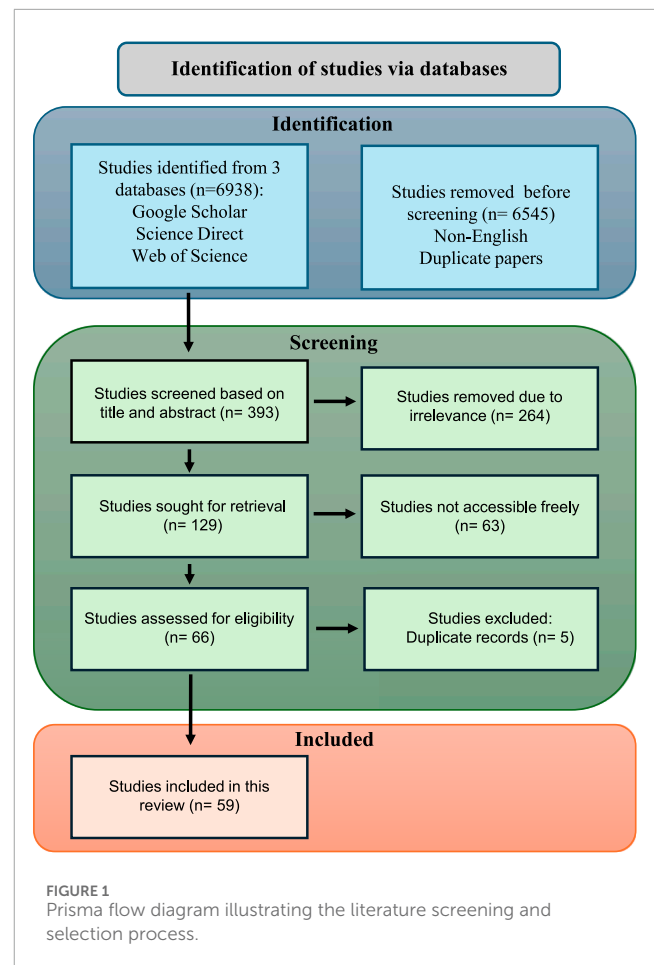 Identification of studies via databases
Identification
Studies identified from 3
databases (n=6938):
Google Scholar
Science Direct
Web of Science
Studies removed before
screening (n= 6545)
Non-English
Duplicate papers
Screening
Studies screened based on
title and abstract (n= 393)
Studies removed due to
irrelevance (n= 264)
Studies sought for retrieval
(n= 129)
Studies not accessible freely
(n= 63)
Studies assessed for eligibility
(n= 66)
Studies excluded:
Duplicate records (n= 5)
Included
Studies included in this
review (n= 59)
FIGURE 1
Prisma flow diagram illustrating the literature screening and
selection process.